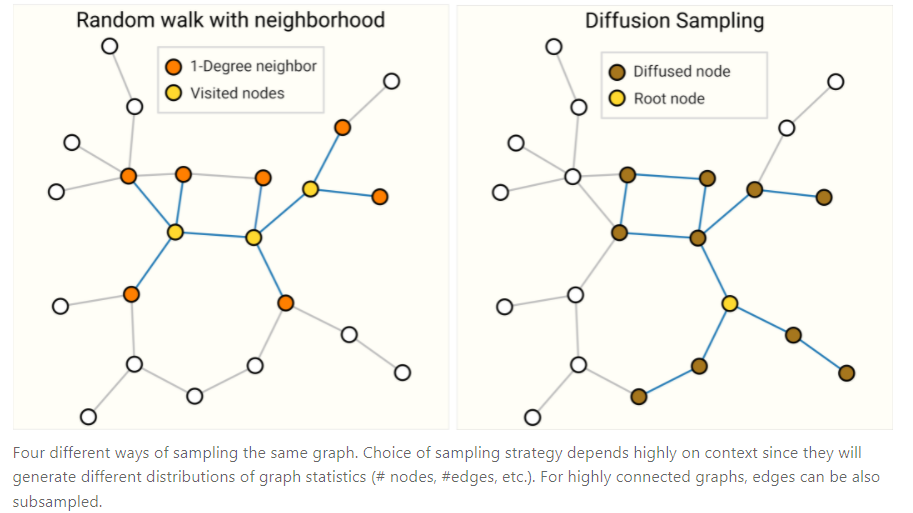 Random walk with neighborhood
1-Degree neighbor
Visited nodes
Diffusion Sampling
Diffused node
Root node
Four different ways of sampling the same graph. Choice of sampling strategy depends highly on context since they will
generate different distributions of graph statistics (# nodes, #edges, etc.). For highly connected graphs, edges can be also
subsampled.